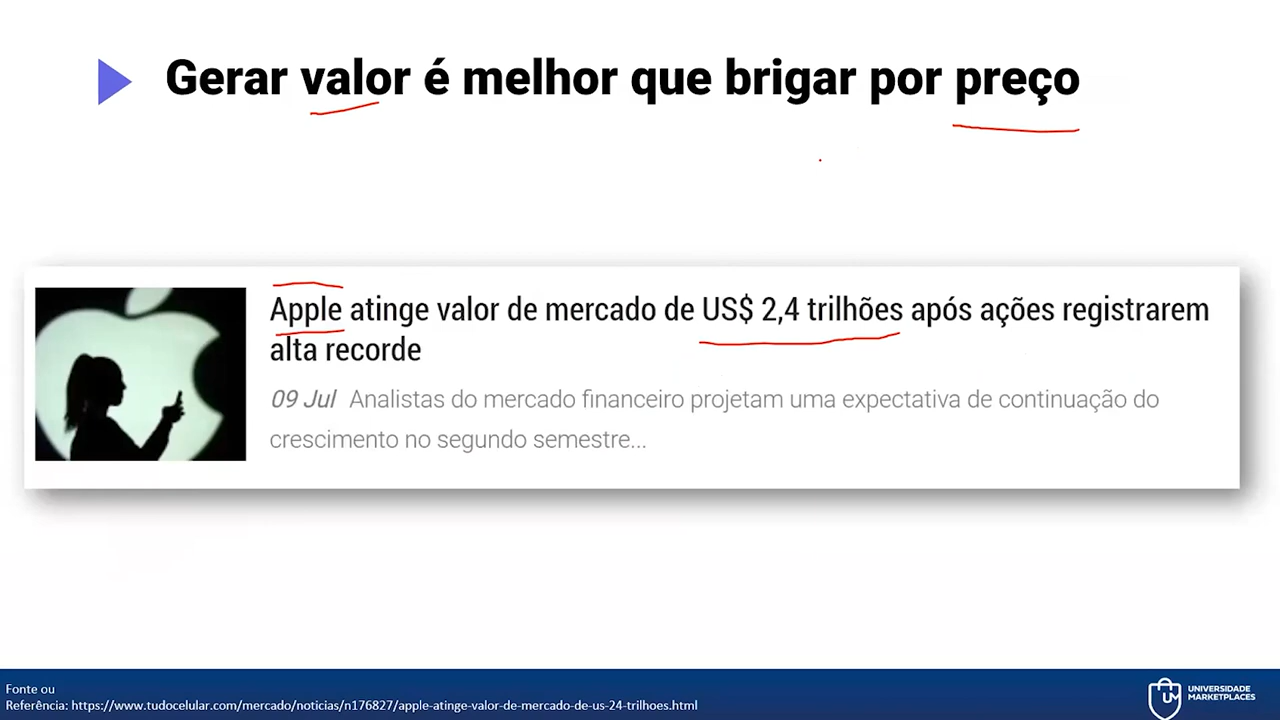 Gerar valor é melhor que brigar por preço
Apple atinge valor de mercado de US$ 2,4 trilhões após ações registrarem
alta recorde
09 Jul Analistas do mercado financeiro projetam uma expectativa de continuação do
crescimento no segundo semestre...
Fonte ou
Referência: https://www.tudocelular.com/mercado/noticias/n176827/apple-atinge-valor-de-mercado-de-us-24-trilhoes.html
UM
UNIVERSIDADE
MARKETPLACES